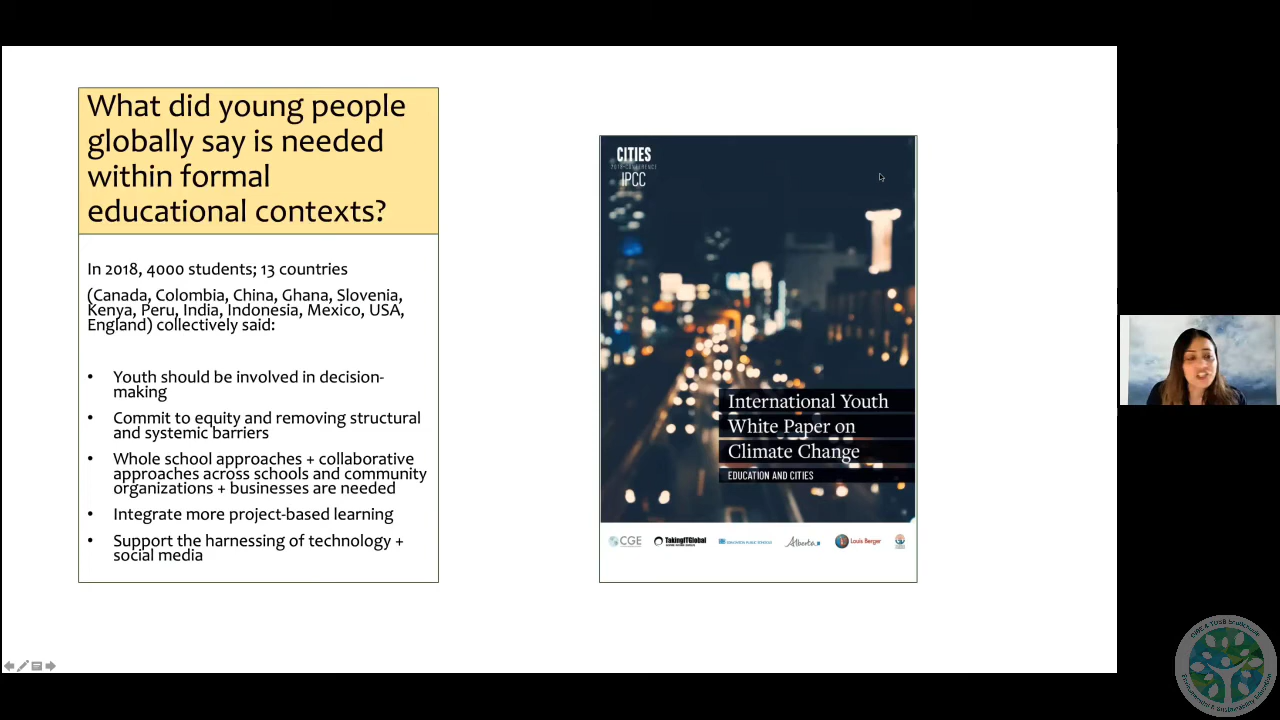 What did young people
globally say is needed
within formal
educational contexts?
In 2018, 4000 students; 13 countries
(Canada, Colombia, China, Ghana, Slovenia,
Kenya, Peru, India, Indonesia, Mexico, USA,
England) collectively said:
• Youth should be involved in decision-
making
• Commit to equity and removing structural
and systemic barriers
• Whole school approaches + collaborative
approaches across schools and community
organizations + businesses are needed
• Integrate more project-based learning
• Support the harnessing of technology +
social media
CITIES
2018 CONFERENCE
IPCC
International Youth
White Paper on
Climate Change
EDUCATION AND CITIES
CGE
TakingITGlobal
Alberta
Louis Berger